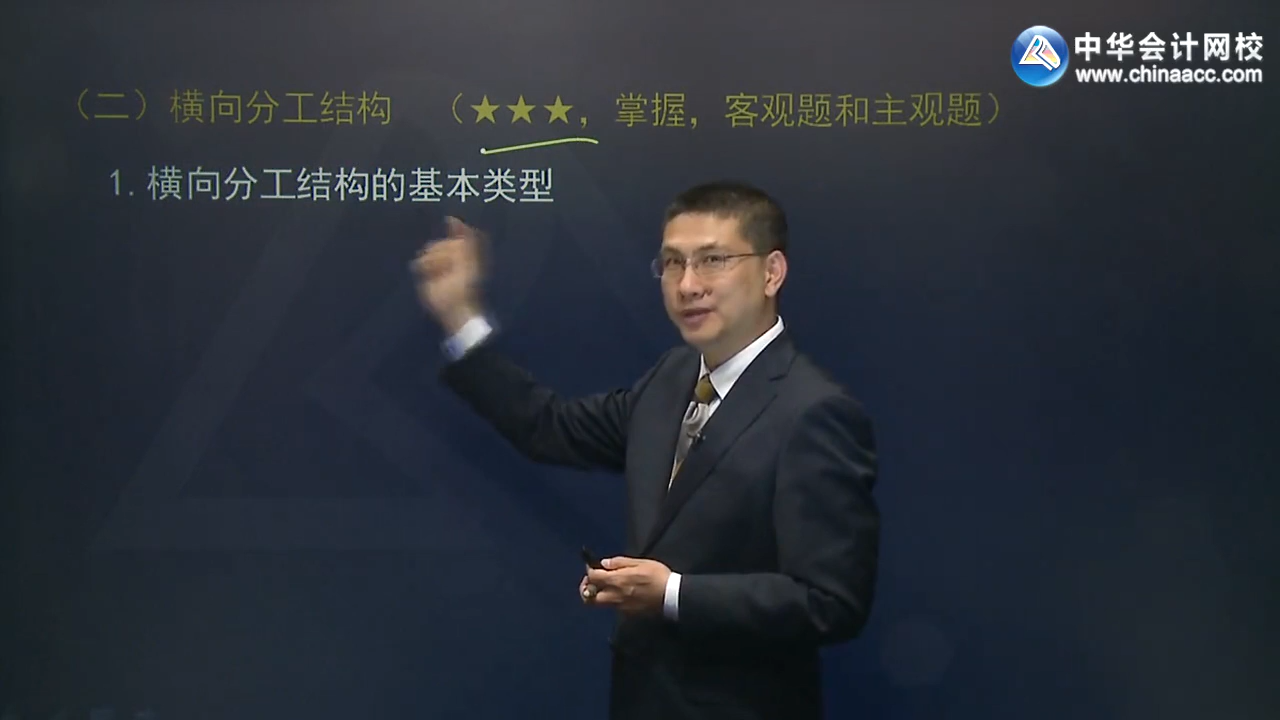 中华会计网校
www.chinaacc.com
（二）横向分工结构 （★★★，掌握，客观题和主观题）
1.横向分工结构的基本类型